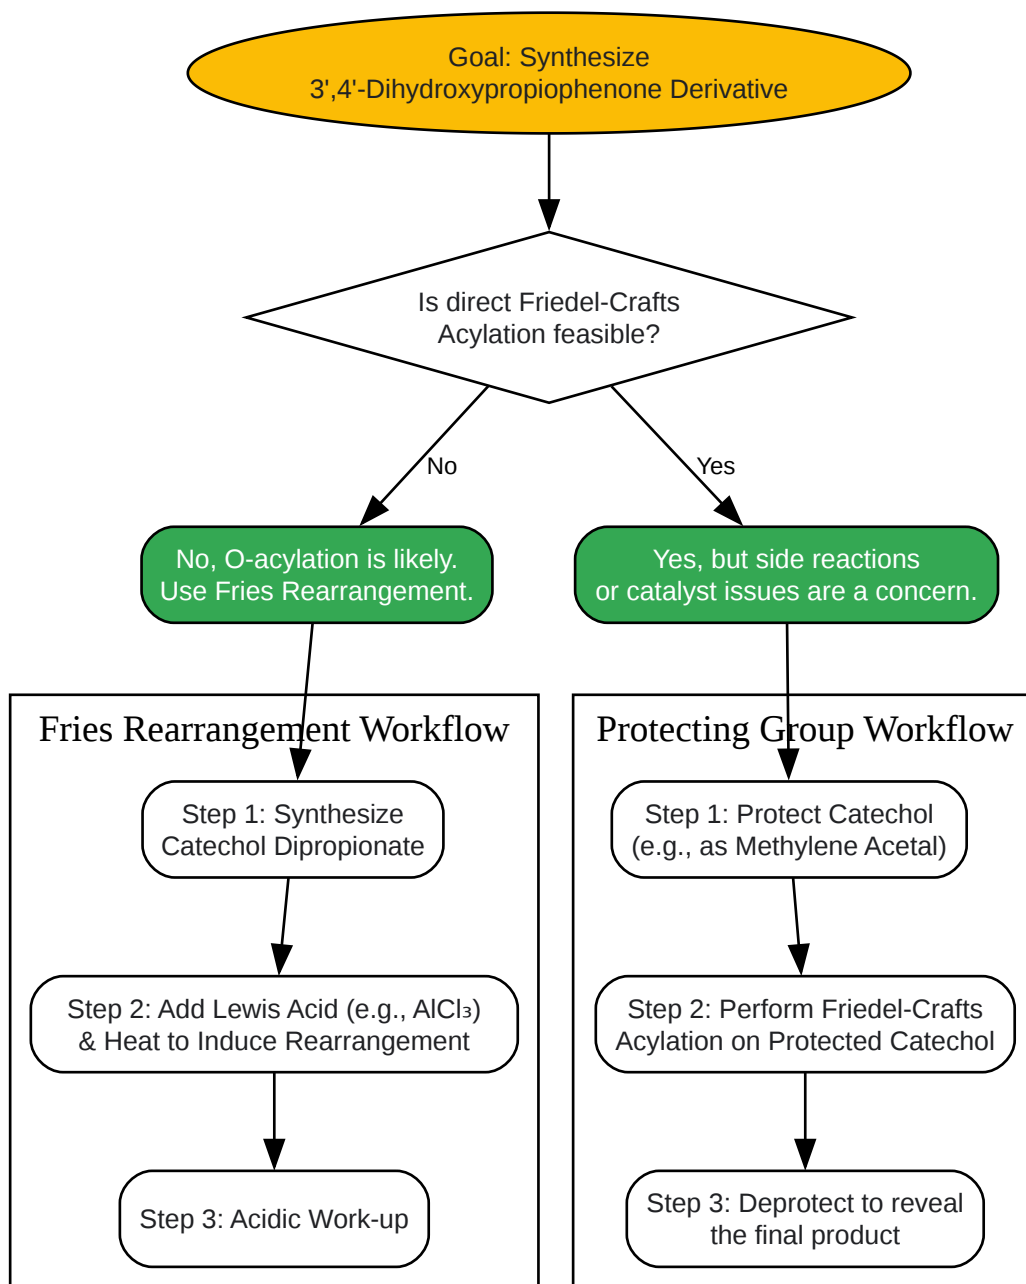 Goal: Synthesize
3',4'-Dihydroxypropiophenone Derivative
Is direct Friedel-Crafts
Acylation feasible?
No
Yes
No, O-acylation is likely.
Use Fries Rearrangement.
Yes, but side reactions
or catalyst issues are a concern.
Fries Rearrangement Workflow
Step 1: Synthesize
Catechol Dipropionate
Step 2: Add Lewis Acid (e.g., AlCl₃)
& Heat to Induce Rearrangement
Step 3: Acidic Work-up
Protecting Group Workflow
Step 1: Protect Catechol
(e.g., as Methylene Acetal)
Step 2: Perform Friedel-Crafts
Acylation on Protected Catechol
Step 3: Deprotect to reveal
the final product